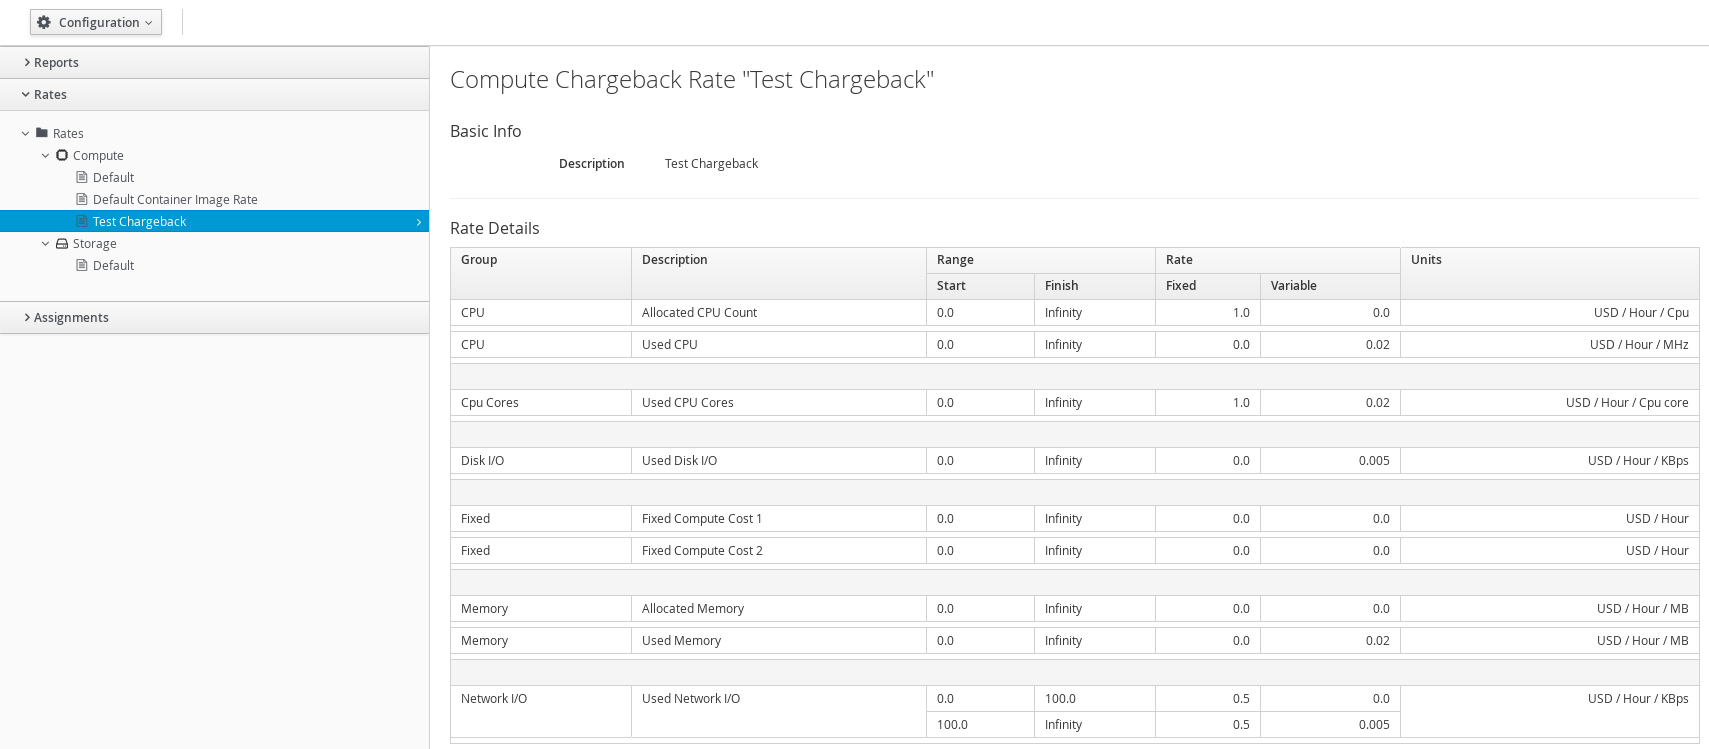 Configuration
Reports
Rates
Rates
Compute
Default
Default Container Image Rate
Test Chargeback
Storage
Default
Assignments
Compute Chargeback Rate "Test Chargeback"
Basic Info
Description Test Chargeback
Rate Details
Group Description Range Rate Units
Start Finish Fixed Variable
CPU Allocated CPU Count 0.0 Infinity 1.0 0.0 USD / Hour / Cpu
CPU Used CPU 0.0 Infinity 0.0 0.02 USD / Hour / MHz
Cpu Cores Used CPU Cores 0.0 Infinity 1.0 0.02 USD / Hour / Cpu core
Disk I/O Used Disk I/O 0.0 Infinity 0.0 0.005 USD / Hour / KBps
Fixed Fixed Compute Cost 1 0.0 Infinity 0.0 0.0 USD / Hour
Fixed Fixed Compute Cost 2 0.0 Infinity 0.0 0.0 USD / Hour
Memory Allocated Memory 0.0 Infinity 0.0 0.0 USD / Hour / MB
Memory Used Memory 0.0 Infinity 0.0 0.02 USD / Hour / MB
Network I/O Used Network I/O 0.0 100.0 0.5 0.0 USD / Hour / KBps
100.0 Infinity 0.5 0.005